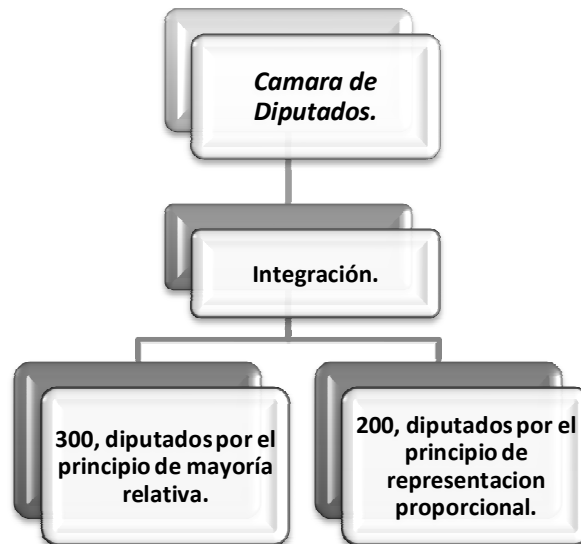 Camara de
Diputados.
Integración.
300, diputados por el
principio de mayoría
relativa.
200, diputados por el
principio de
representacion
proporcional.